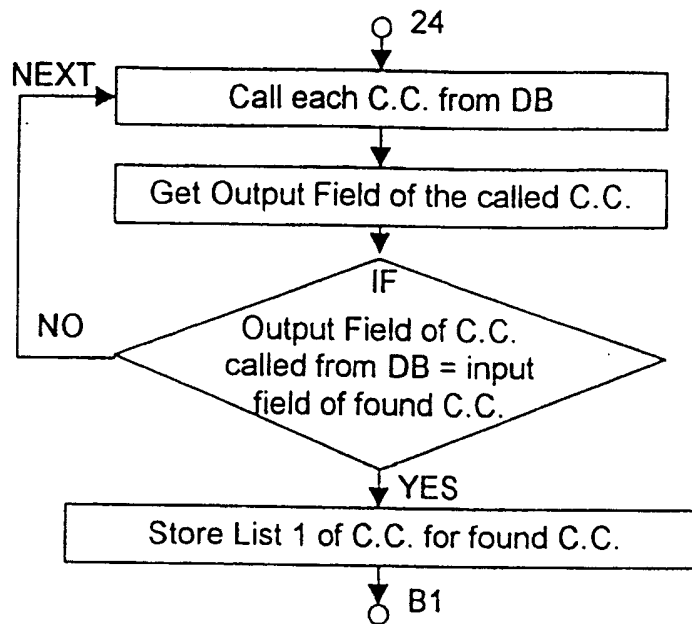 24
NEXT
Call each C.C. from DB
Get Output Field of the called C.C.
IF
NO
Output Field of C.C.
called from DB = input
field of found C.C.
YES
Store List 1 of C.C. for found C.C.
B1